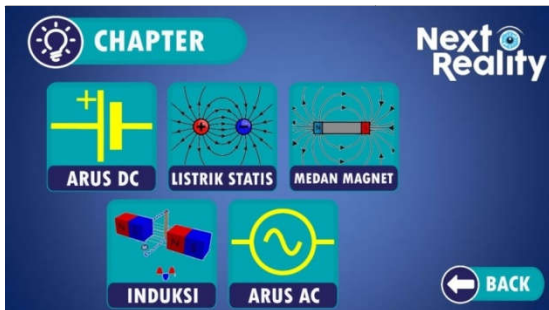 CHAPTER
Next
Reality
ARUS DC
LISTRIK STATIS
MEDAN MAGNET
INDUKSI
ARUS AC
BACK